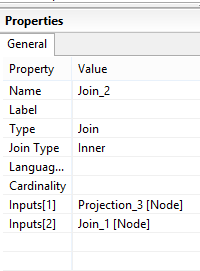 Properties
General
Property Value
Name Join_2
Label
Type Join
Join Type Inner
Languag...
Cardinality
Inputs[1] Projection_3 [Node]
Inputs[2] Join_1 [Node]